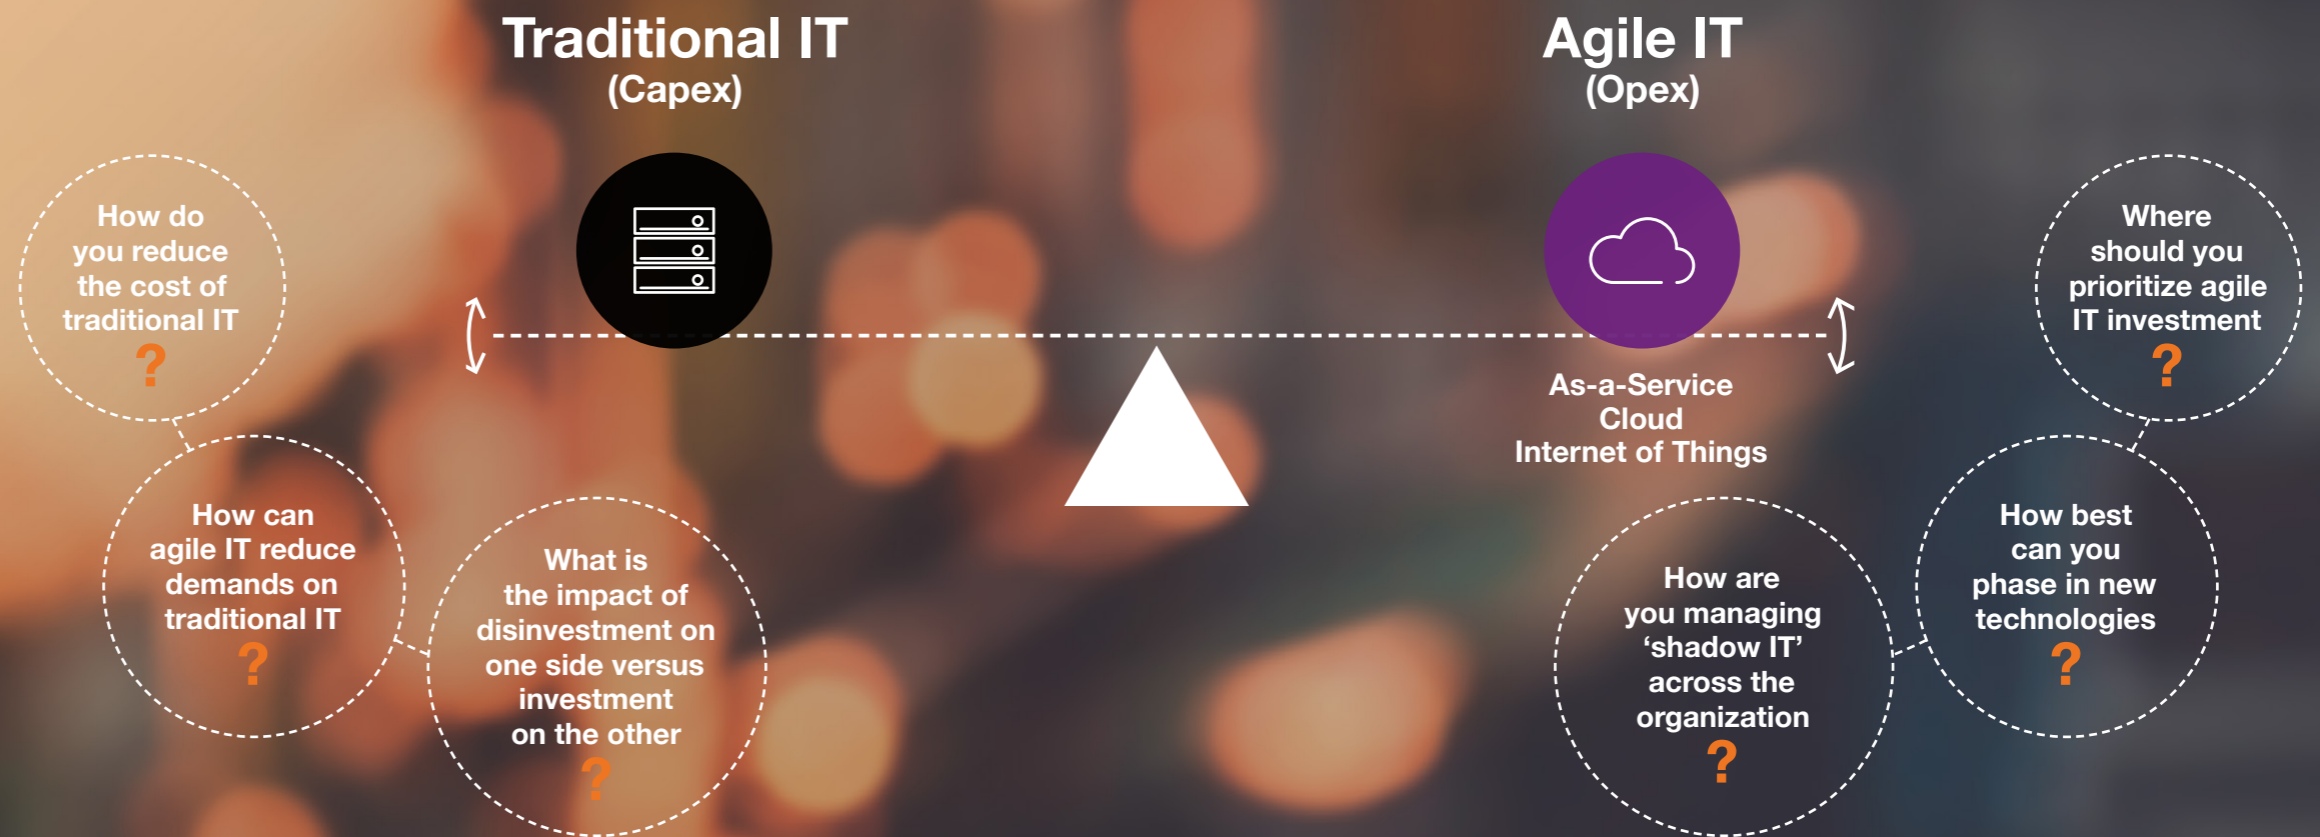 Traditional IT
(Capex)
Agile IT
(Opex)
How do
you reduce
the cost of
traditional IT
?
How can
agile IT reduce
demands on
traditional IT
?
What is
the impact of
disinvestment on
one side versus
investment
on the other
?
As-a-Service
Cloud
Internet of Things
Where
should you
prioritize agile
IT investment
?
How best
can you
phase in new
technologies
?
How are
you managing
‘shadow IT’
across the
organization
?